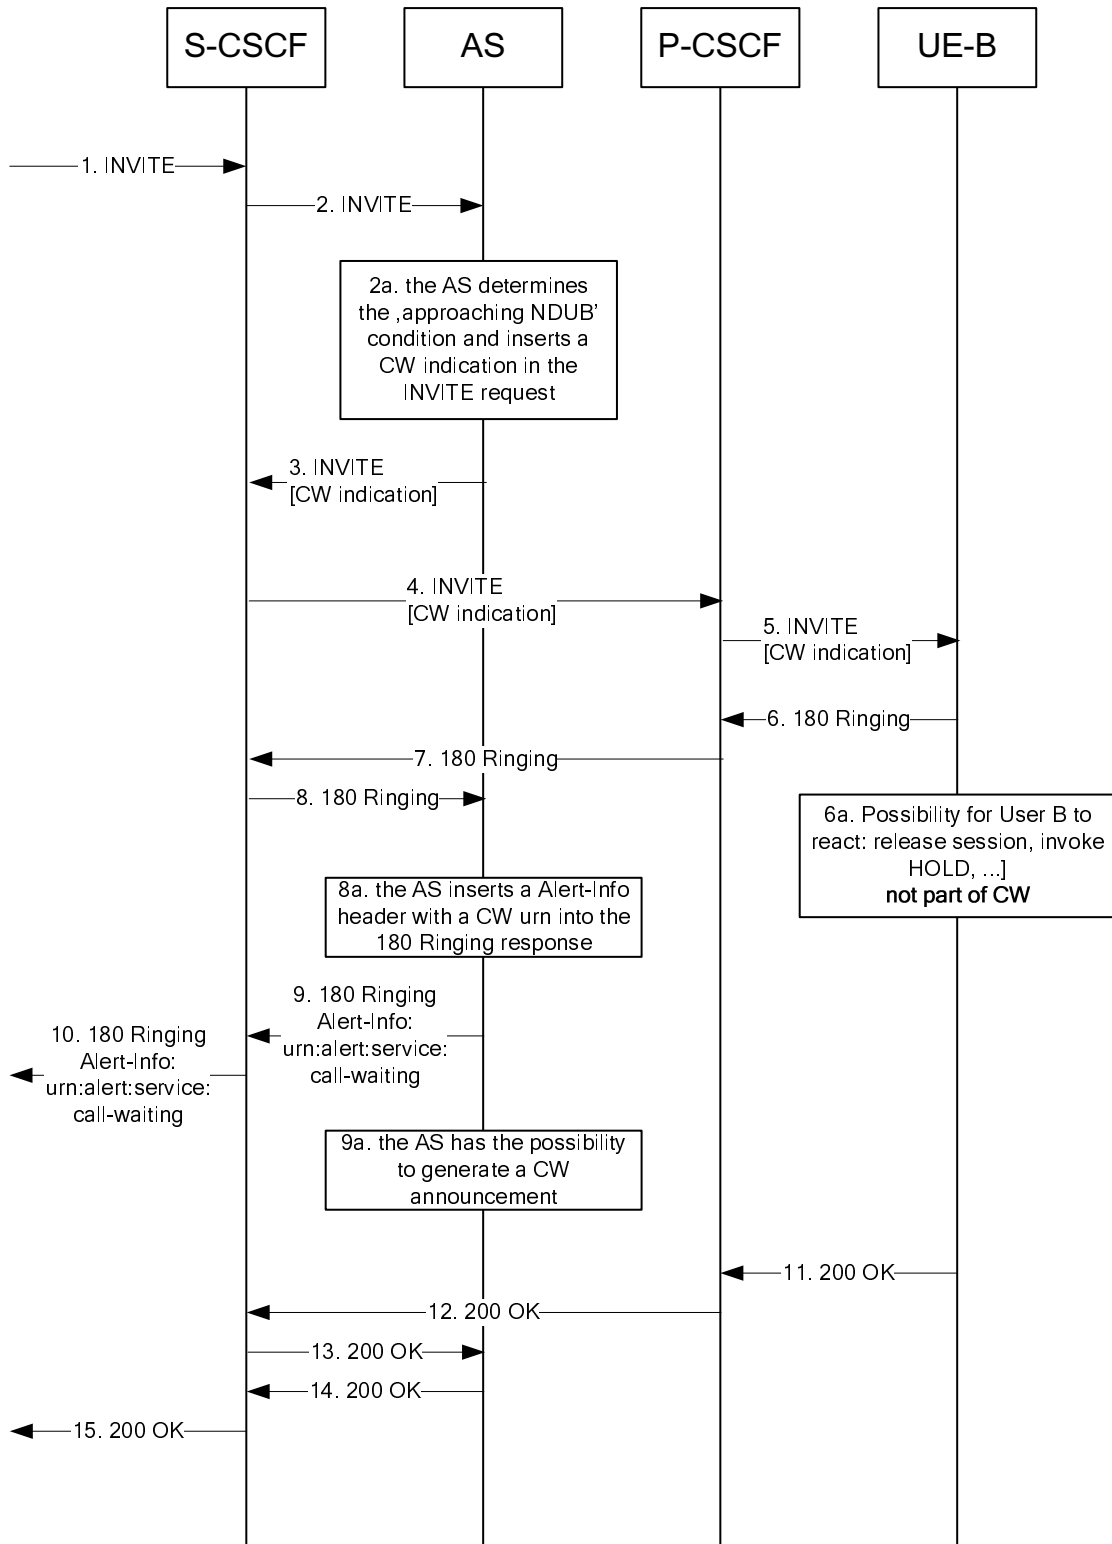 S-CSCF
AS
P-CSCF
UE-B
1. INVITE
2. INVITE
2a. the AS determines
the ‚approaching NDUB’
condition and inserts a
CW indication in the
INVITE request
3. INVITE
[CW indication]
4. INVITE
[CW indication]
5. INVITE
[CW indication]
6. 180 Ringing
7. 180 Ringing
8. 180 Ringing
6a. Possibility for User B to
react: release session, invoke
HOLD, ...]
not part of CW
8a. the AS inserts a Alert-Info
header with a CW urn into the
180 Ringing response
9. 180 Ringing
Alert-Info:
urn:alert:service:
call-waiting
10. 180 Ringing
Alert-Info:
urn:alert:service:
call-waiting
9a. the AS has the possibility
to generate a CW
announcement
11. 200 OK
12. 200 OK
13. 200 OK
14. 200 OK
15. 200 OK